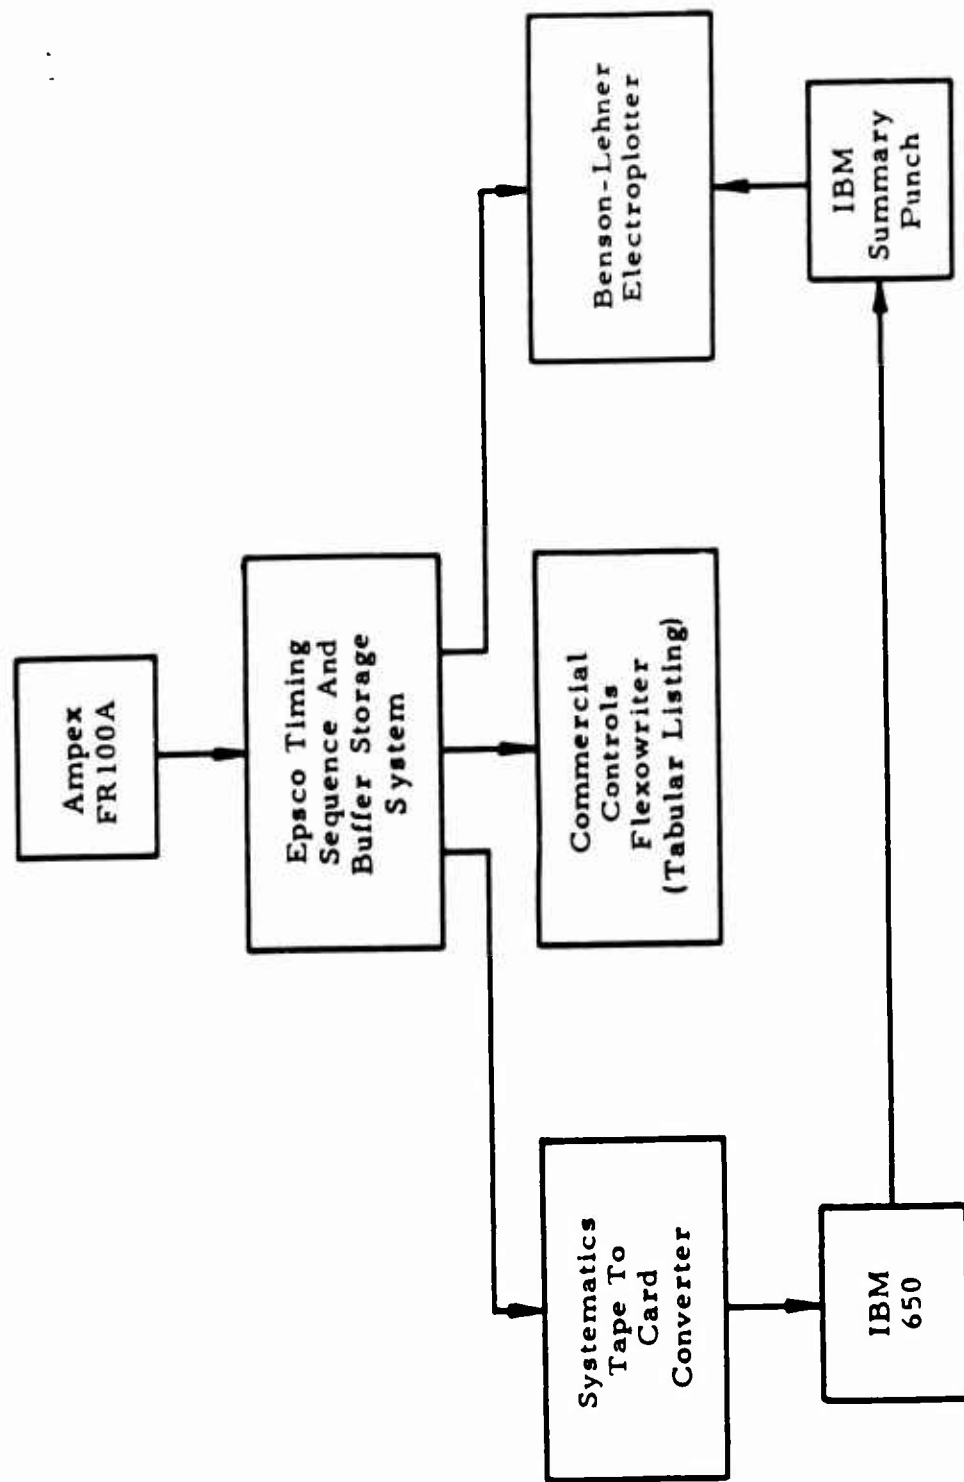 Ampex
FR100A
Epsco Timing
Sequence And
Buffer Storage
System
Systematics
Tape To
Card
Converter
Commercial
Controls
Flexowriter
(Tabular Listing)
Benson-Lehner
Electroplotter
IBM
650
IBM
Summary
Punch